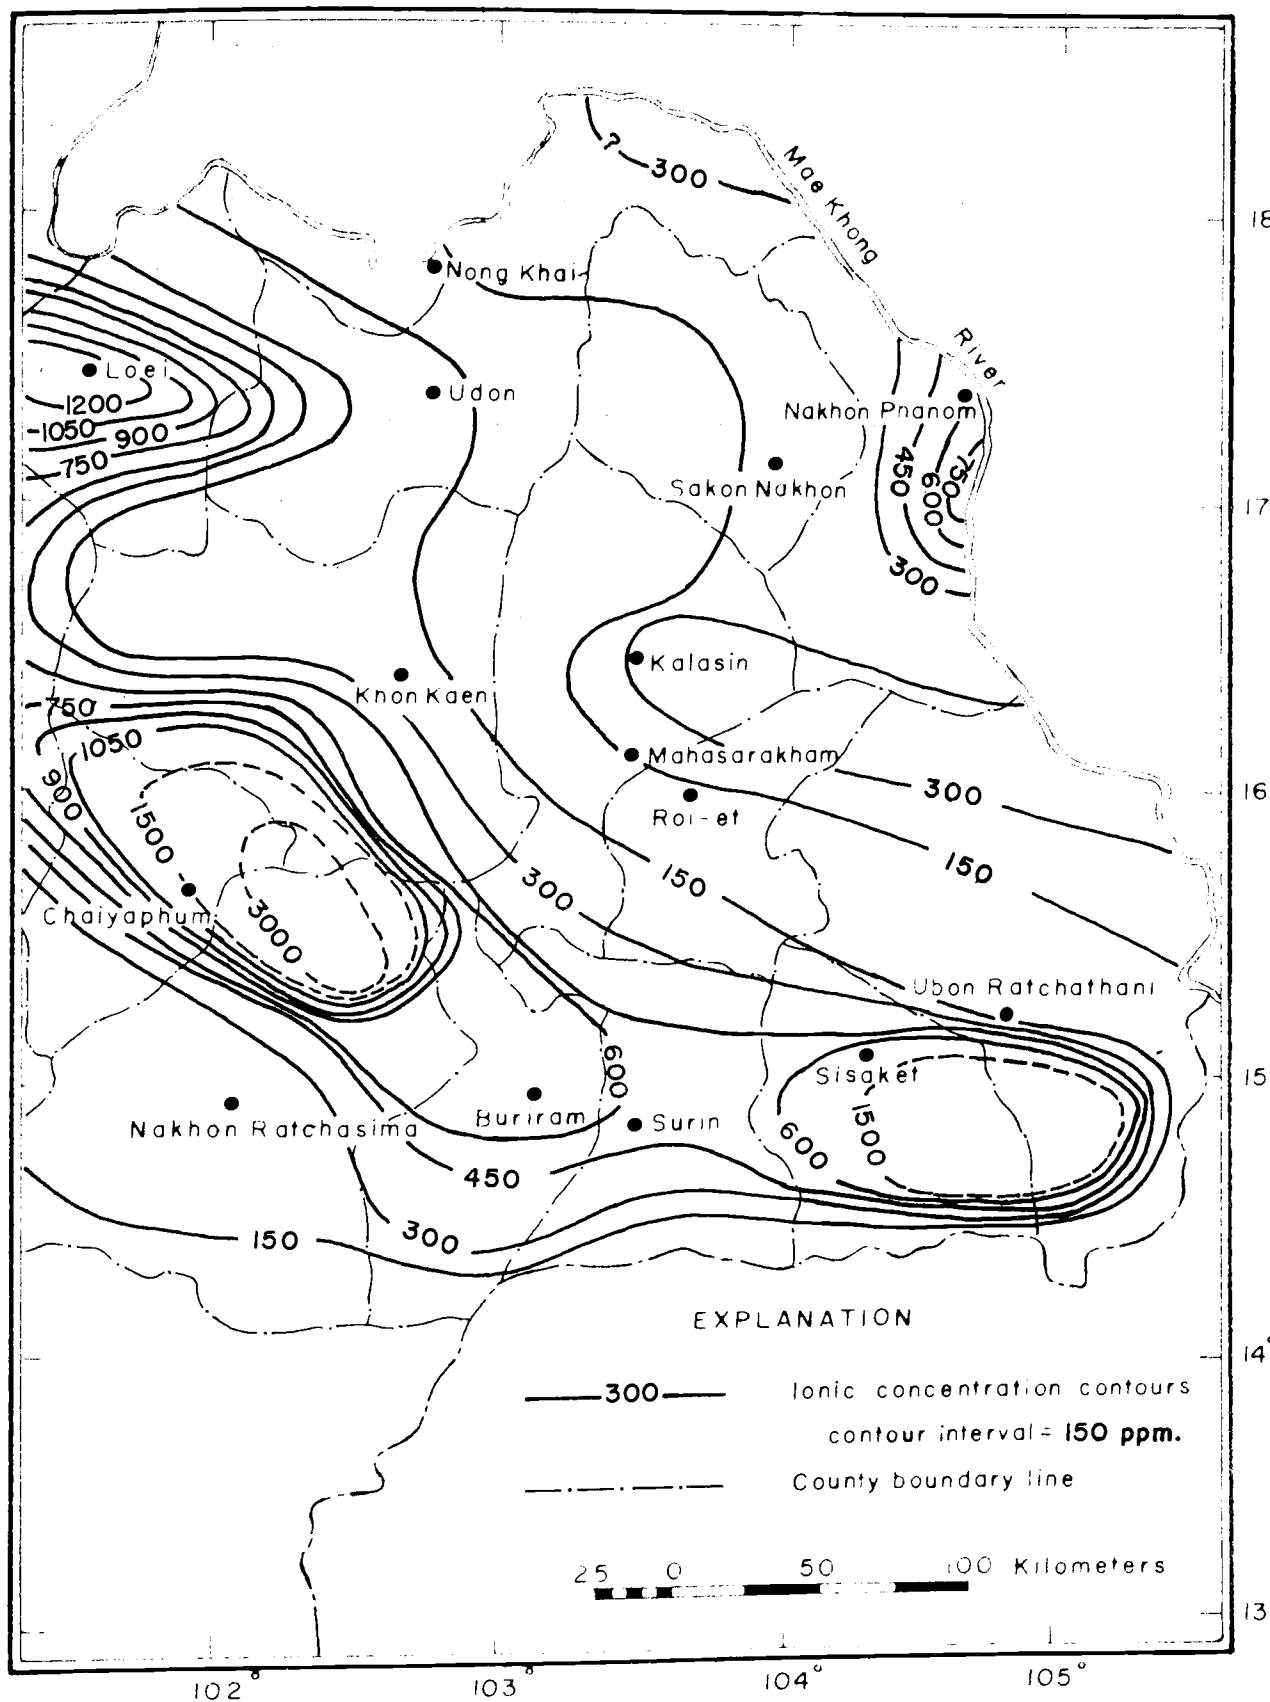 ?
300
Mae Khong
River
18
Nong Khai
Loei
Udon
1200
Nakhon Phanom
1050
900
750
450
600
750
Sakon Nakhon
17
300
Kalasin
Khon Kaen
750
1050
Mahasarakham
900
300
16
1500
Roi-et
150
150
300
Chaiyaphum
3000
Ubon Ratchathani
600
Sisaket
15
Nakhon Ratchasima
Buriram
Surin
1500
600
450
150
300
EXPLANATION
14°
300
Ionic concentration contours
contour interval = 150 ppm.
County boundary line
25 0 50 100 Kilometers
13
102° 103° 104° 105°